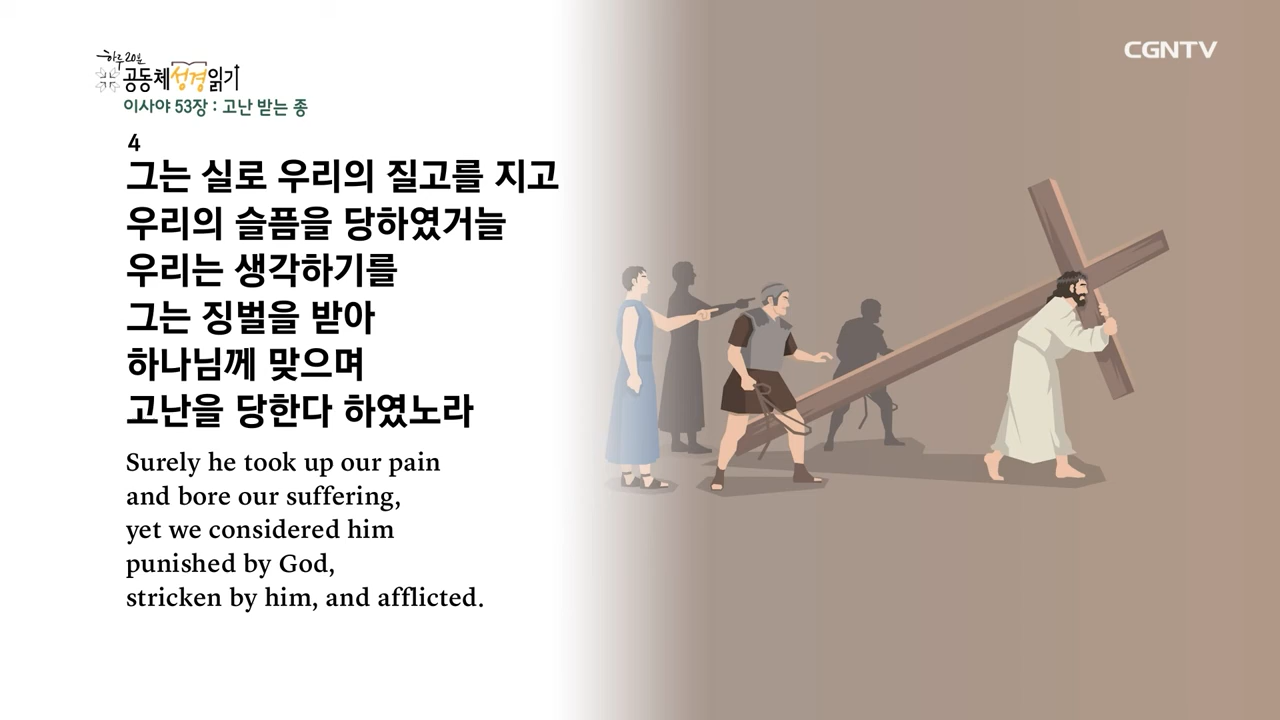 하루 20분
공동체성경읽기
CGNTV
이사야 53장 : 고난 받는 종
4
그는 실로 우리의 질고를 지고
우리의 슬픔을 당하였거늘
우리는 생각하기를
그는 징벌을 받아
하나님께 맞으며
고난을 당한다 하였노라
Surely he took up our pain
and bore our suffering,
yet we considered him
punished by God,
stricken by him, and afflicted.